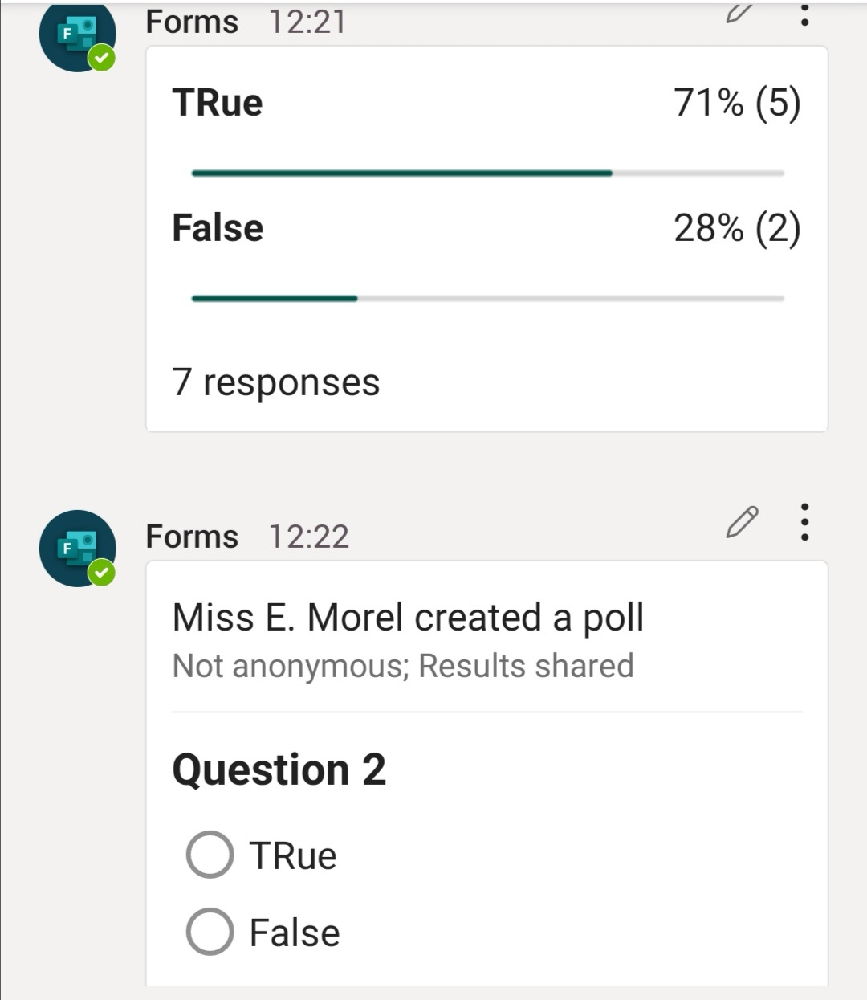 Forms 12:21
TRue 71% (5)
False 28% (2)
7 responses
F
Forms 12:22
Miss E. Morel created a poll
Not anonymous; Results shared
Question 2
TRue
False